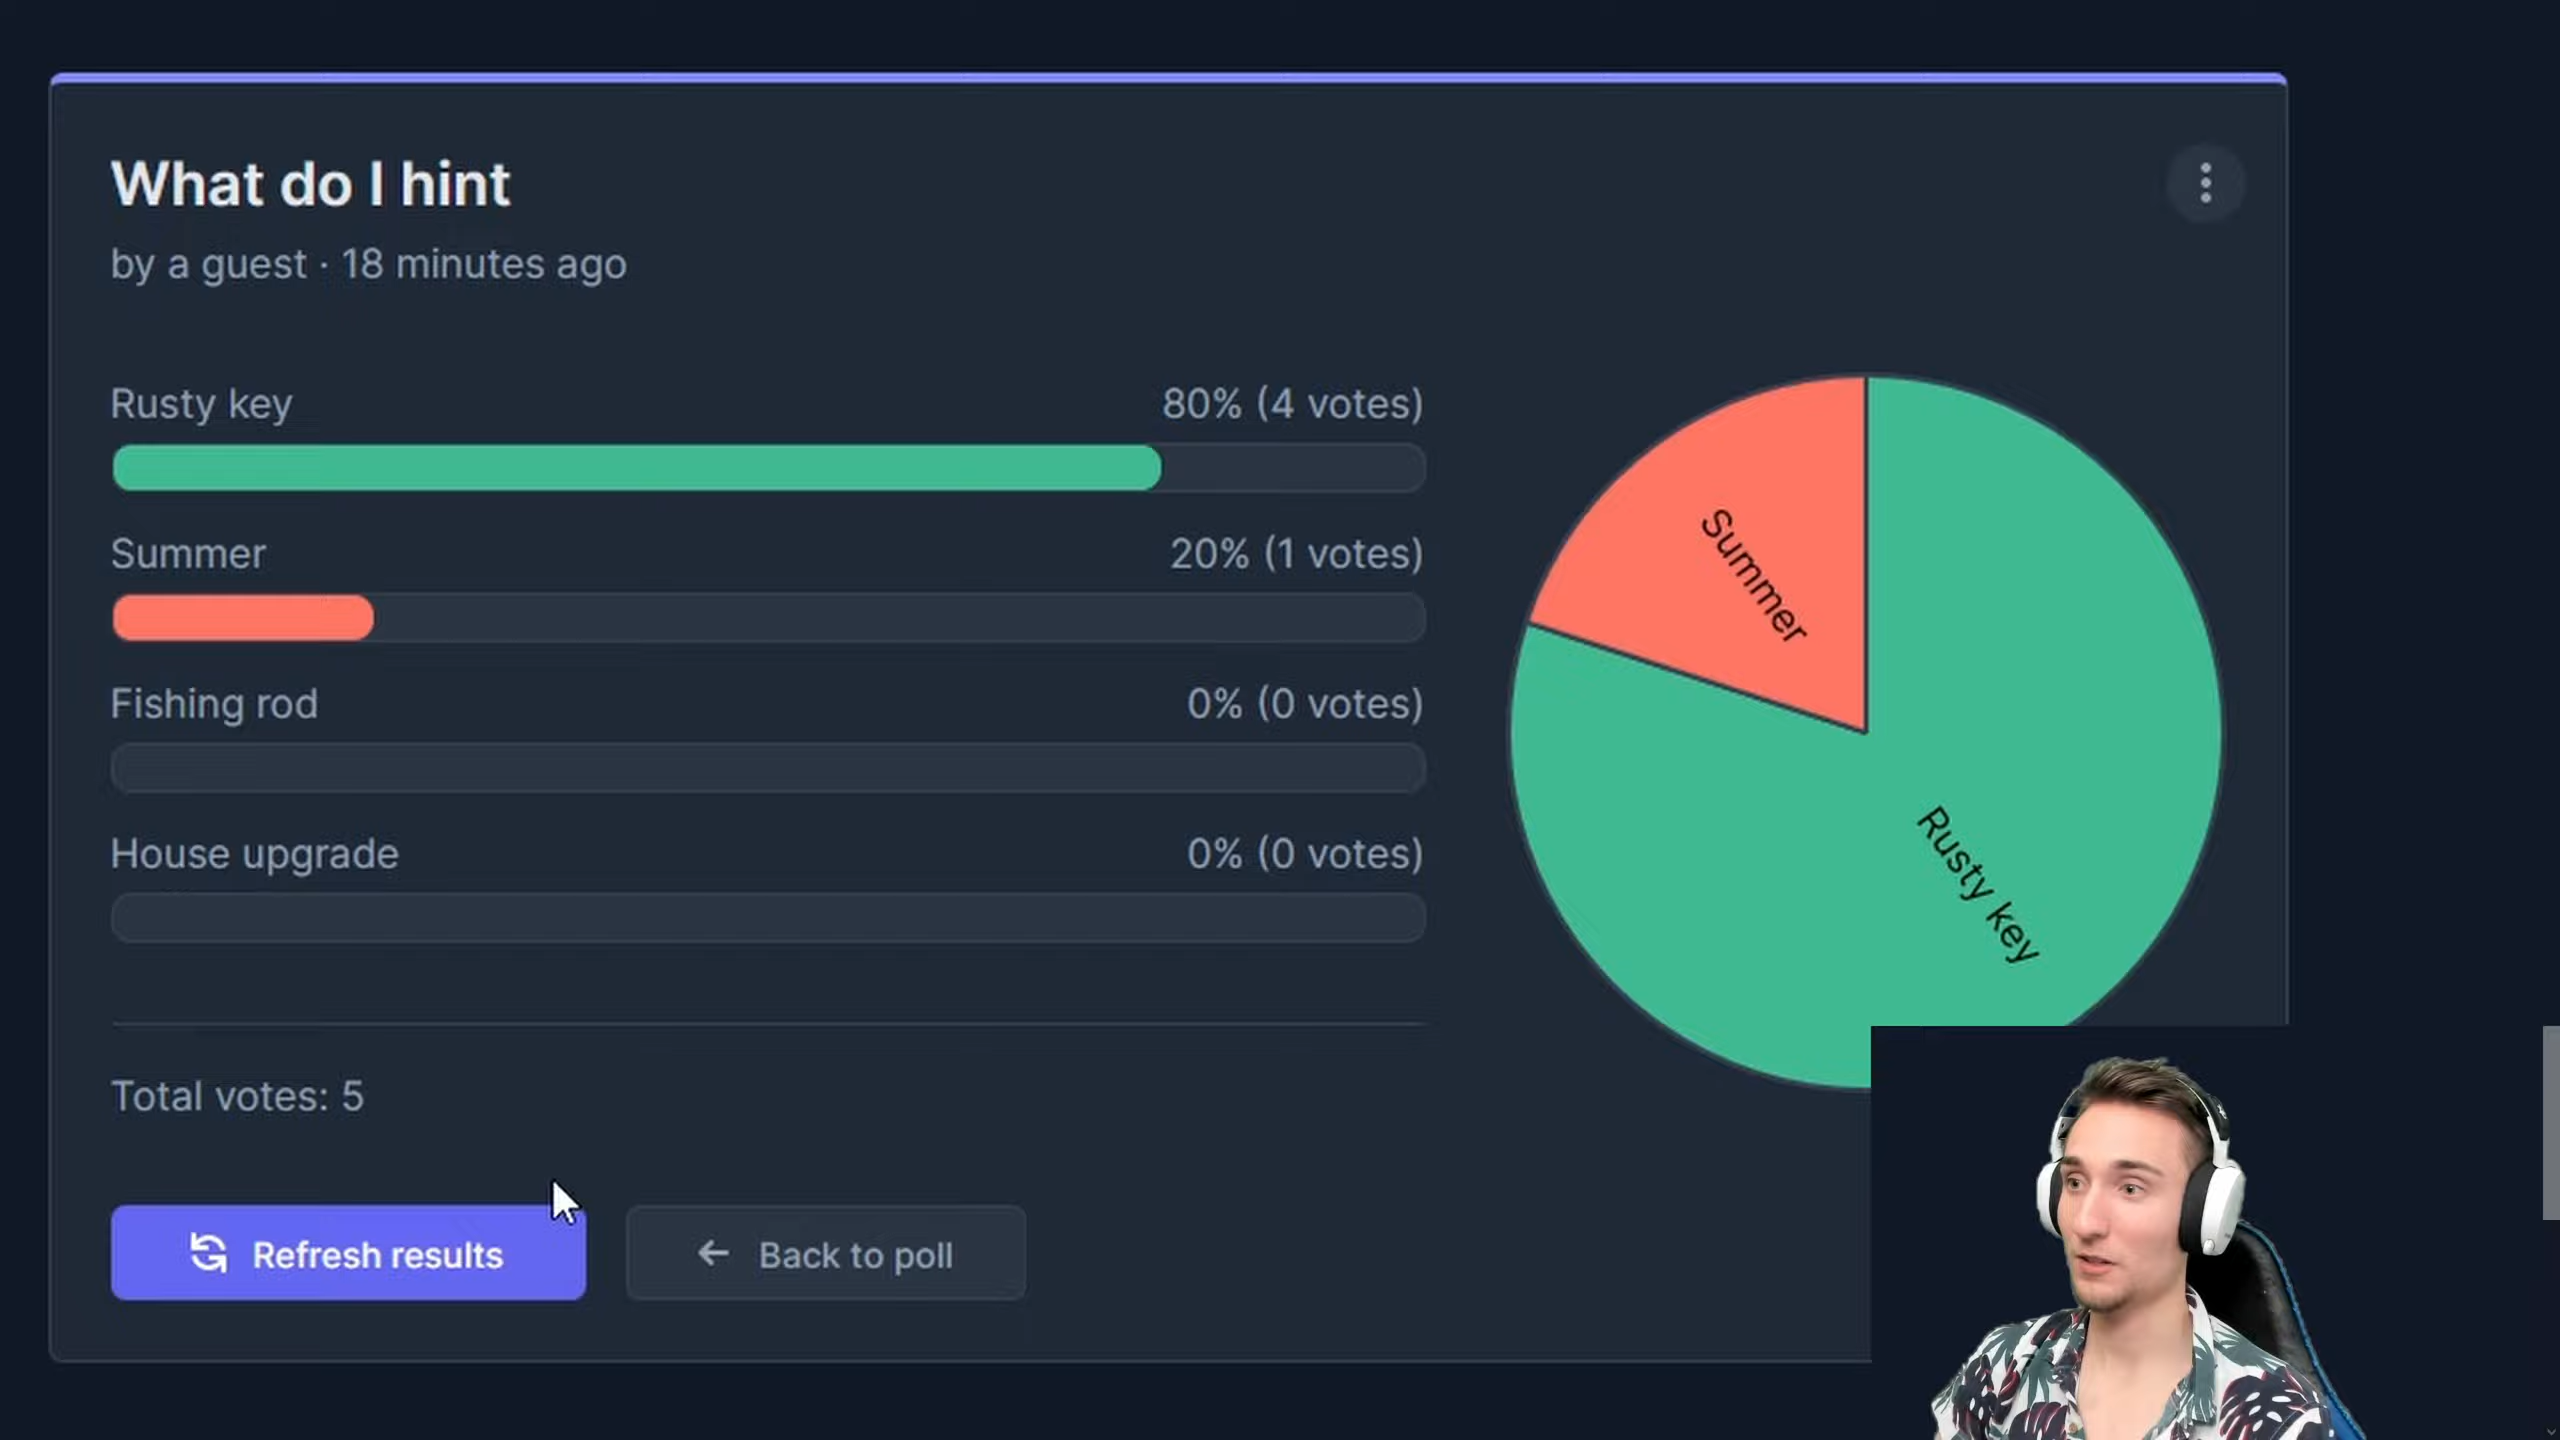 What do I hint
by a guest · 18 minutes ago
Rusty key 80% (4 votes)
Summer 20% (1 votes)
Fishing rod 0% (0 votes)
House upgrade 0% (0 votes)
Total votes: 5
Refresh results
Back to poll
Summer
Rusty key